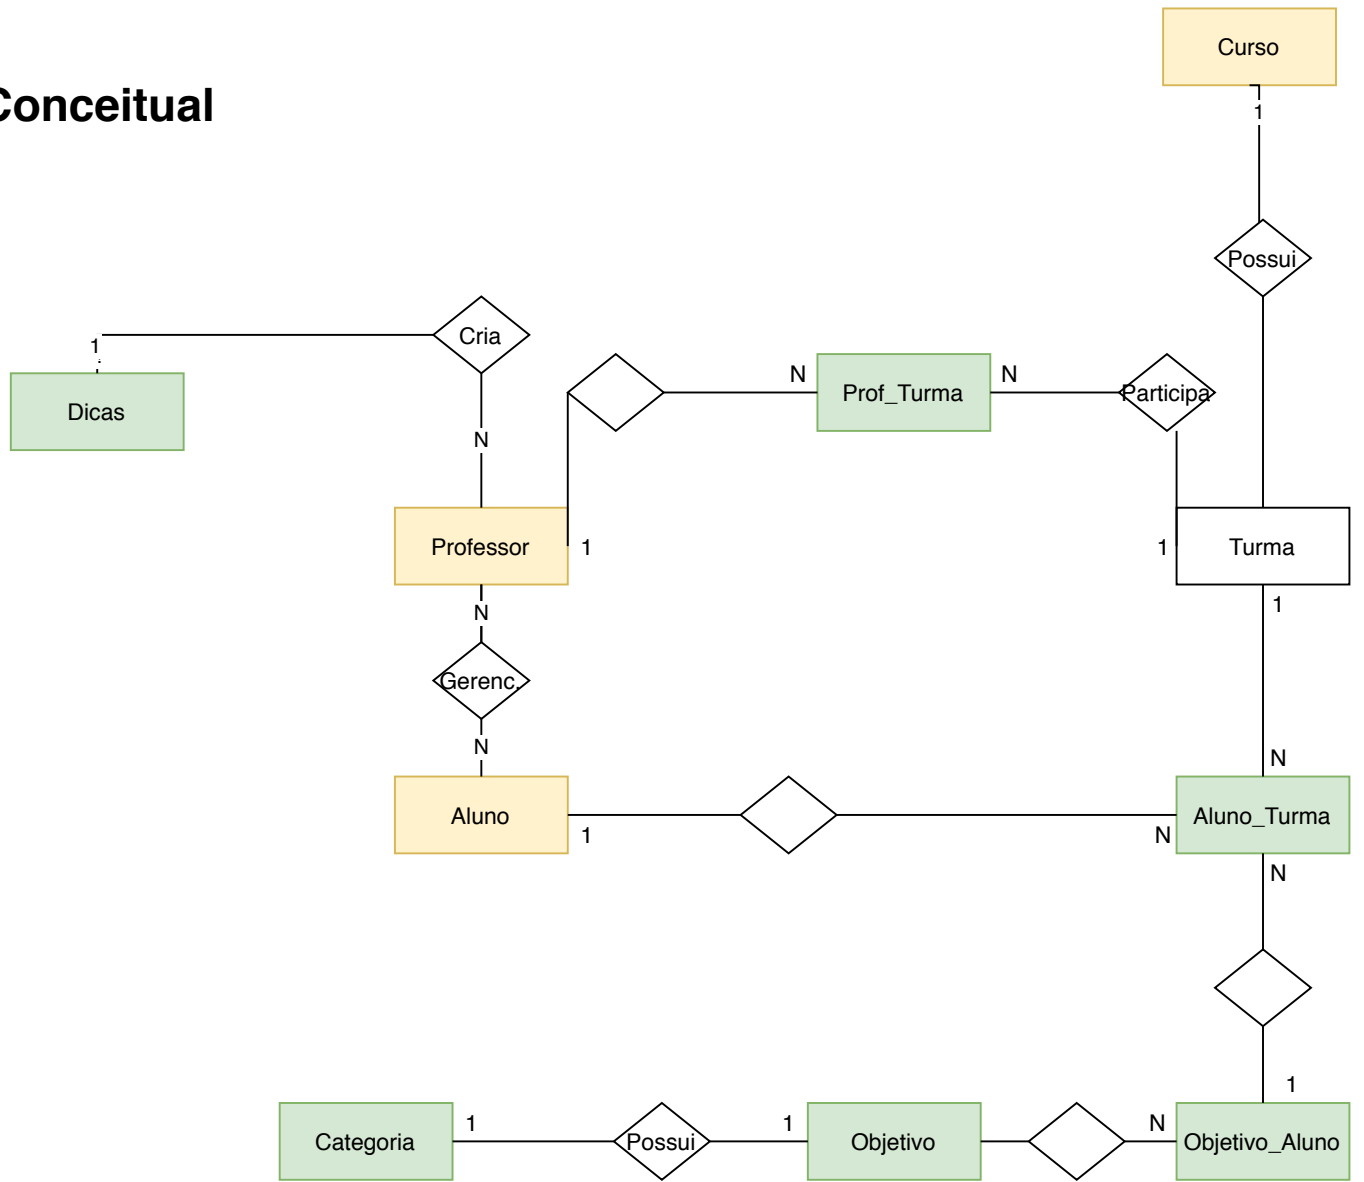 Curso
Conceitual
1
Possui
Cria
1
N
Prof_Turma
N
Participa
Dicas
N
Professor
1
1
Turma
N
1
Gerenc.
N
N
Aluno
1
N
Aluno_Turma
N
1
Categoria
1
Possui
1
Objetivo
N
Objetivo_Aluno